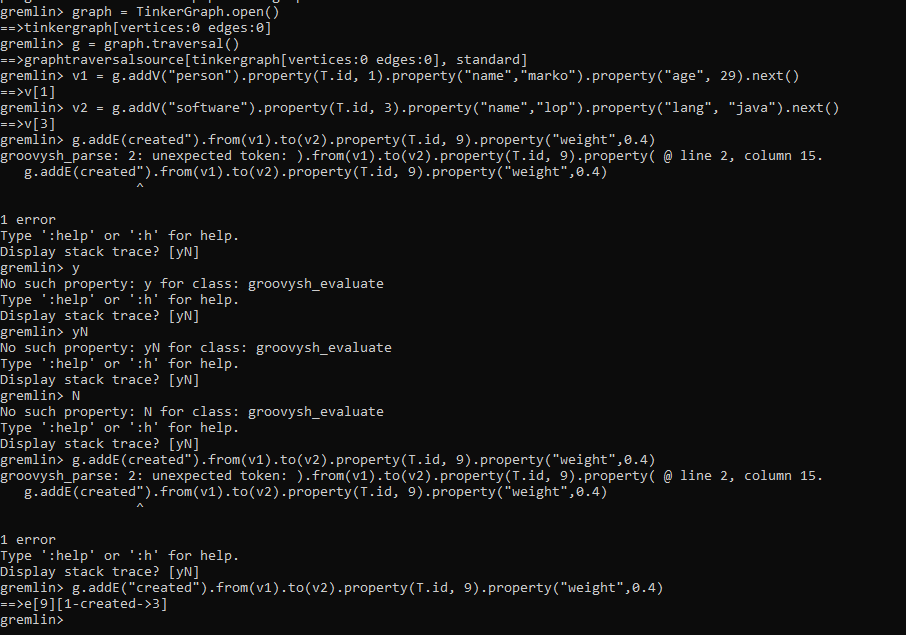 gremlin> graph = TinkerGraph.open()
==>tinkergraph[vertices:0 edges:0]
gremlin> g = graph.traversal()
==>graphtraversalsource[tinkergraph[vertices:0 edges:0], standard]
gremlin> v1 = g.addV("person").property(T.id, 1).property("name","marko").property("age", 29).next()
==>v[1]
gremlin> v2 = g.addV("software").property(T.id, 3).property("name","lop").property("lang", "java").next()
==>v[3]
gremlin> g.addE(created").from(v1).to(v2).property(T.id, 9).property("weight",0.4)
groovysh_parse: 2: unexpected token: ).from(v1).to(v2).property(T.id, 9).property( @ line 2, column 15.
   g.addE(created").from(v1).to(v2).property(T.id, 9).property("weight",0.4)
                 ^
1 error
Type ':help' or ':h' for help.
Display stack trace? [yN]
gremlin> y
No such property: y for class: groovysh_evaluate
Type ':help' or ':h' for help.
Display stack trace? [yN]
gremlin> yN
No such property: yN for class: groovysh_evaluate
Type ':help' or ':h' for help.
Display stack trace? [yN]
gremlin> N
No such property: N for class: groovysh_evaluate
Type ':help' or ':h' for help.
Display stack trace? [yN]
gremlin> g.addE(created").from(v1).to(v2).property(T.id, 9).property("weight",0.4)
groovysh_parse: 2: unexpected token: ).from(v1).to(v2).property(T.id, 9).property( @ line 2, column 15.
   g.addE(created").from(v1).to(v2).property(T.id, 9).property("weight",0.4)
                 ^
1 error
Type ':help' or ':h' for help.
Display stack trace? [yN]
gremlin> g.addE("created").from(v1).to(v2).property(T.id, 9).property("weight",0.4)
==>e[9][1-created->3]
gremlin>